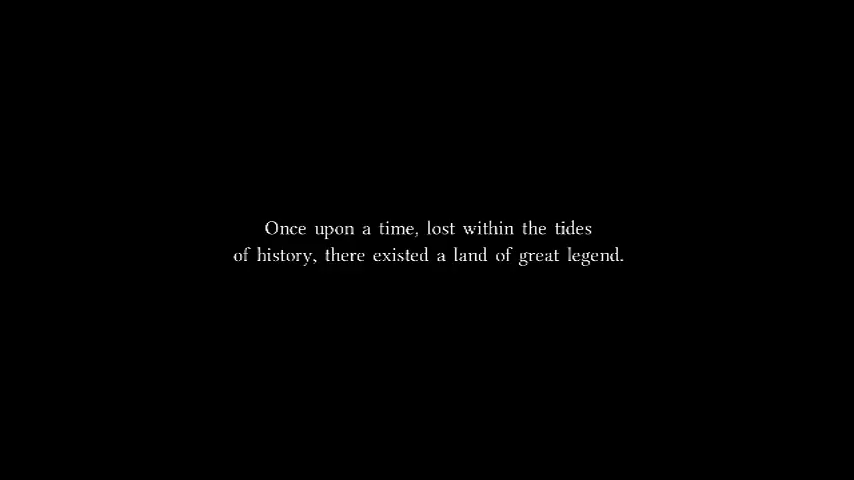 Once upon a time, lost within the tides
of history, there existed a land of great legend.